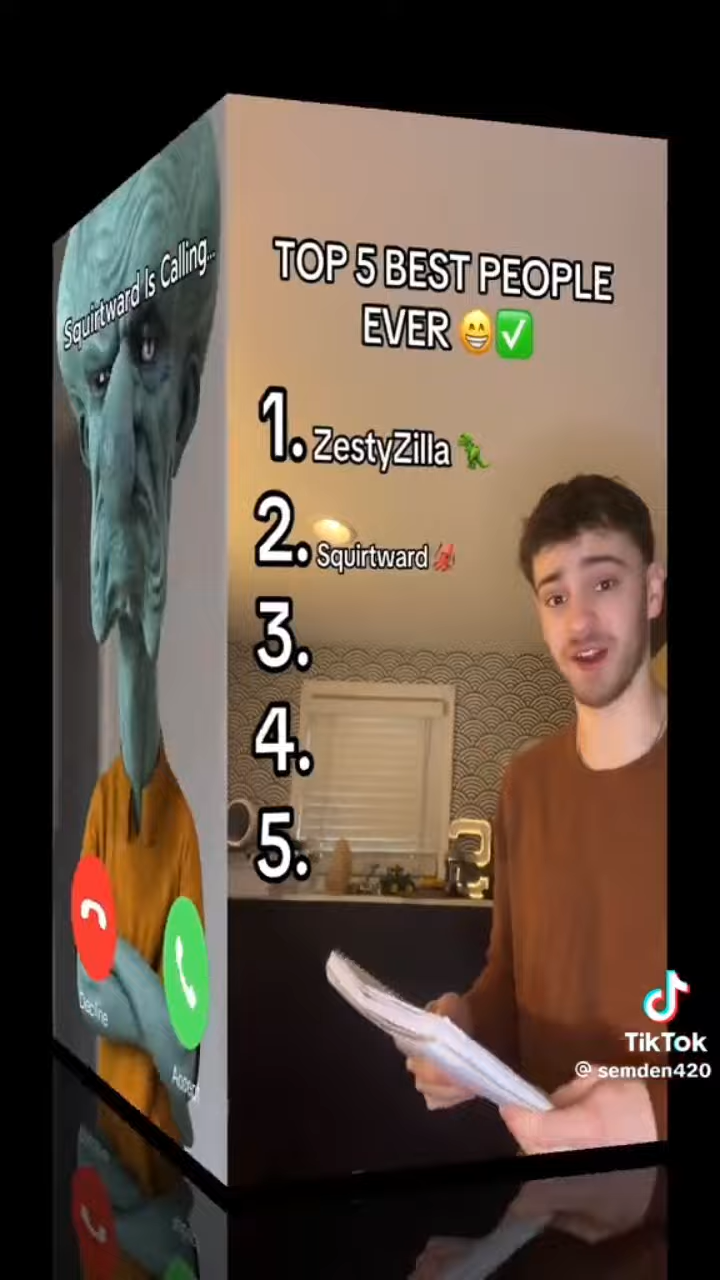 Squirtward Is Calling...
TOP 5 BEST PEOPLE
EVER 😁✅
1. ZestyZilla 🦖
2. Squirtward 🦑
3.
4.
5.
Decline
Accept
TikTok
@ semden420